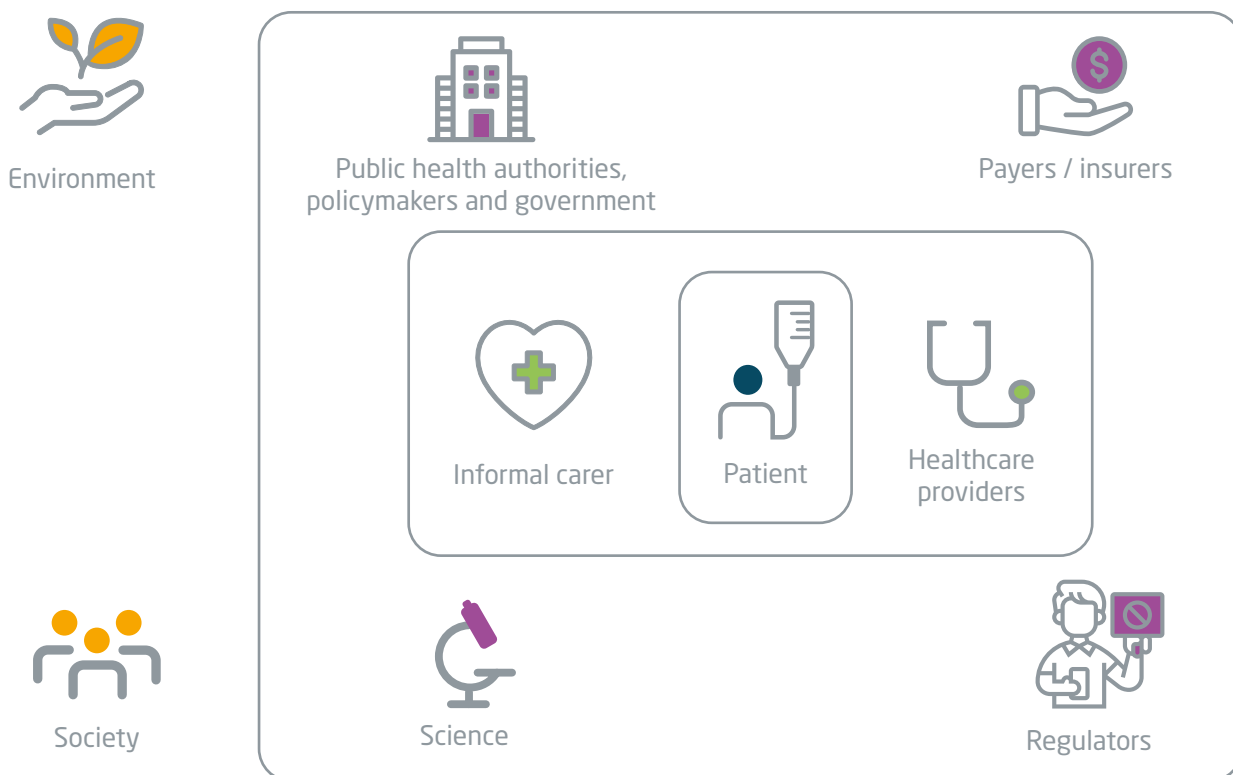 Environment
Public health authorities,
policymakers and government
Payers / insurers
Informal carer
Patient
Healthcare
providers
Society
Science
Regulators